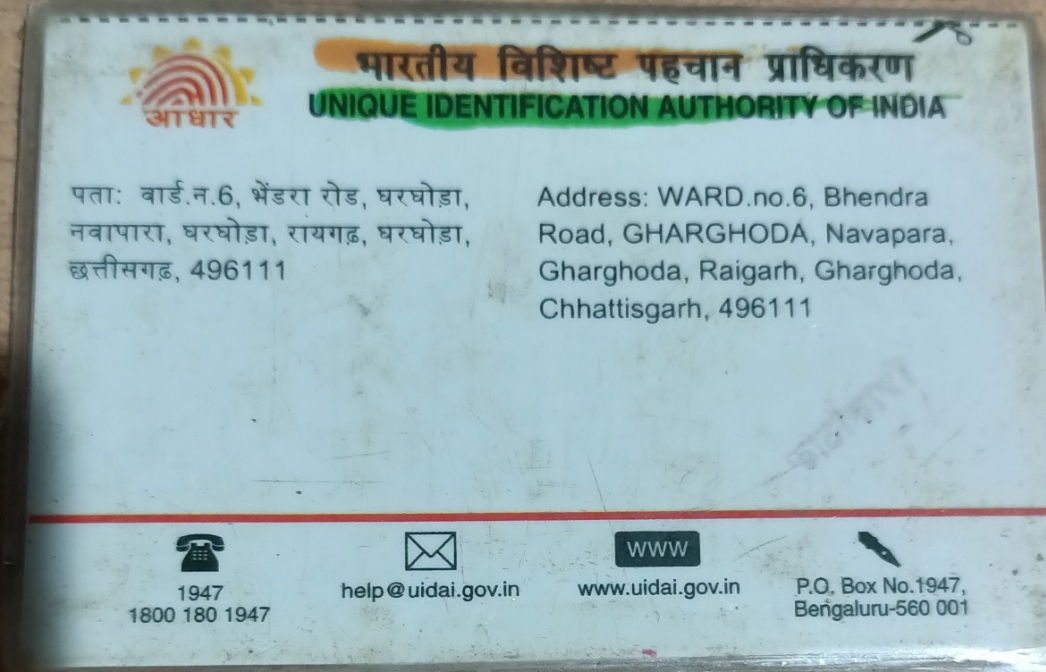 भारतीय विशिष्ट पहचान प्राधिकरण
आधार
UNIQUE IDENTIFICATION AUTHORITY OF INDIA
पता: वार्ड.न.6, भेंडरा रोड, घरघोड़ा,
नवापारा, घरघोड़ा, रायगढ़, घरघोड़ा,
छत्तीसगढ़, 496111
Address: WARD.no.6, Bhendra
Road, GHARGHODA, Navapara,
Gharghoda, Raigarh, Gharghoda,
Chhattisgarh, 496111
1947
1800 180 1947
help@uidai.gov.in
WWW
www.uidai.gov.in
P.O. Box No.1947,
Bengaluru-560 001